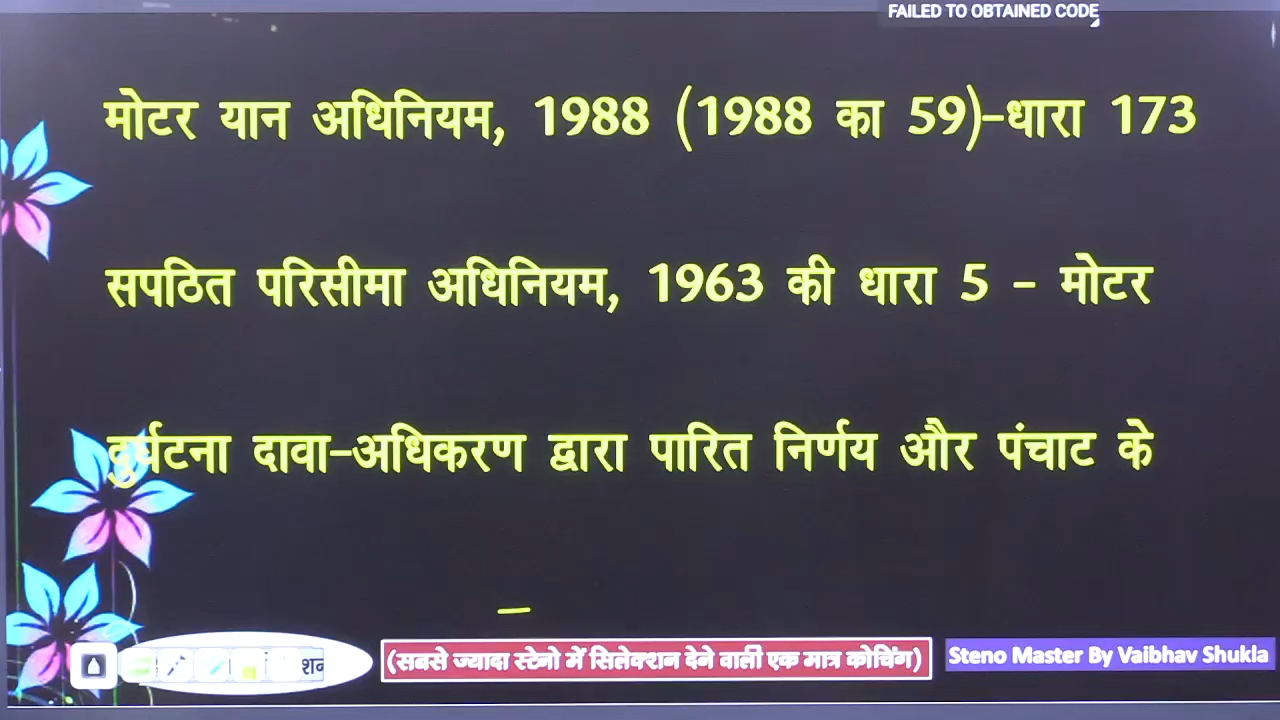 FAILED TO OBTAINED CODE
मोटर यान अधिनियम, 1988 (1988 का 59)-धारा 173
सपठित परिसीमा अधिनियम, 1963 की धारा 5 - मोटर
दुर्घटना दावा-अधिकरण द्वारा पारित निर्णय और पंचाट के
(सबसे ज्यादा स्टेनो में सिलेक्शन देने वाली एक मात्र कोचिंग)
Steno Master By Vaibhav Shukla